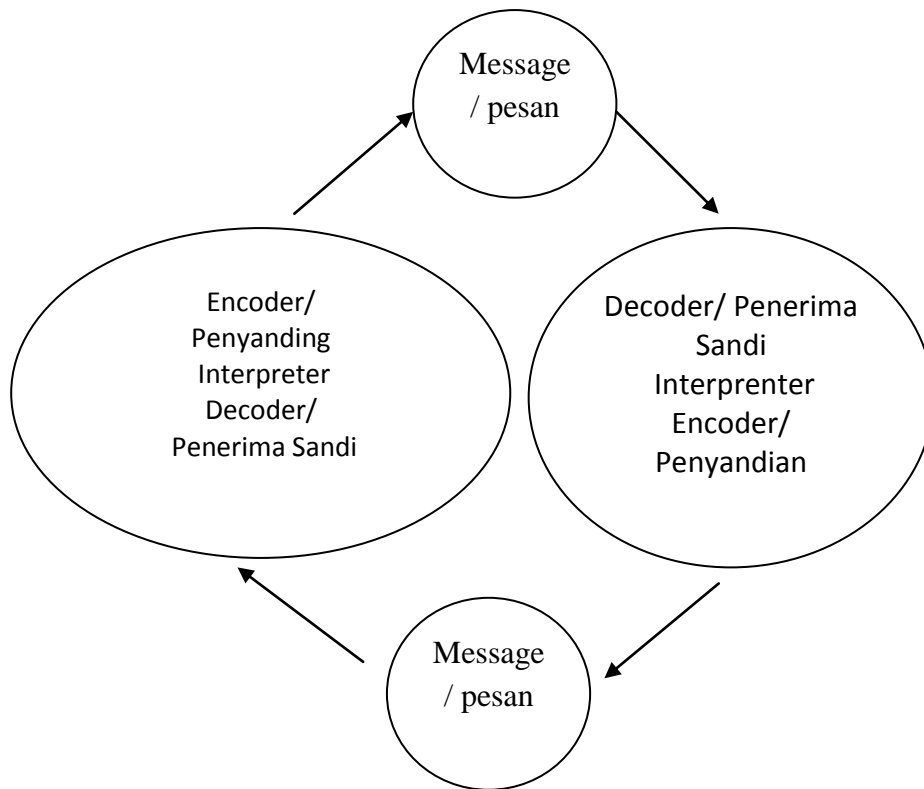 Message
/ pesan
Encoder/
Penyanding
Interpreter
Decoder/
Penerima Sandi
Decoder/ Penerima
Sandi
Interprenter
Encoder/
Penyandian
Message
/ pesan